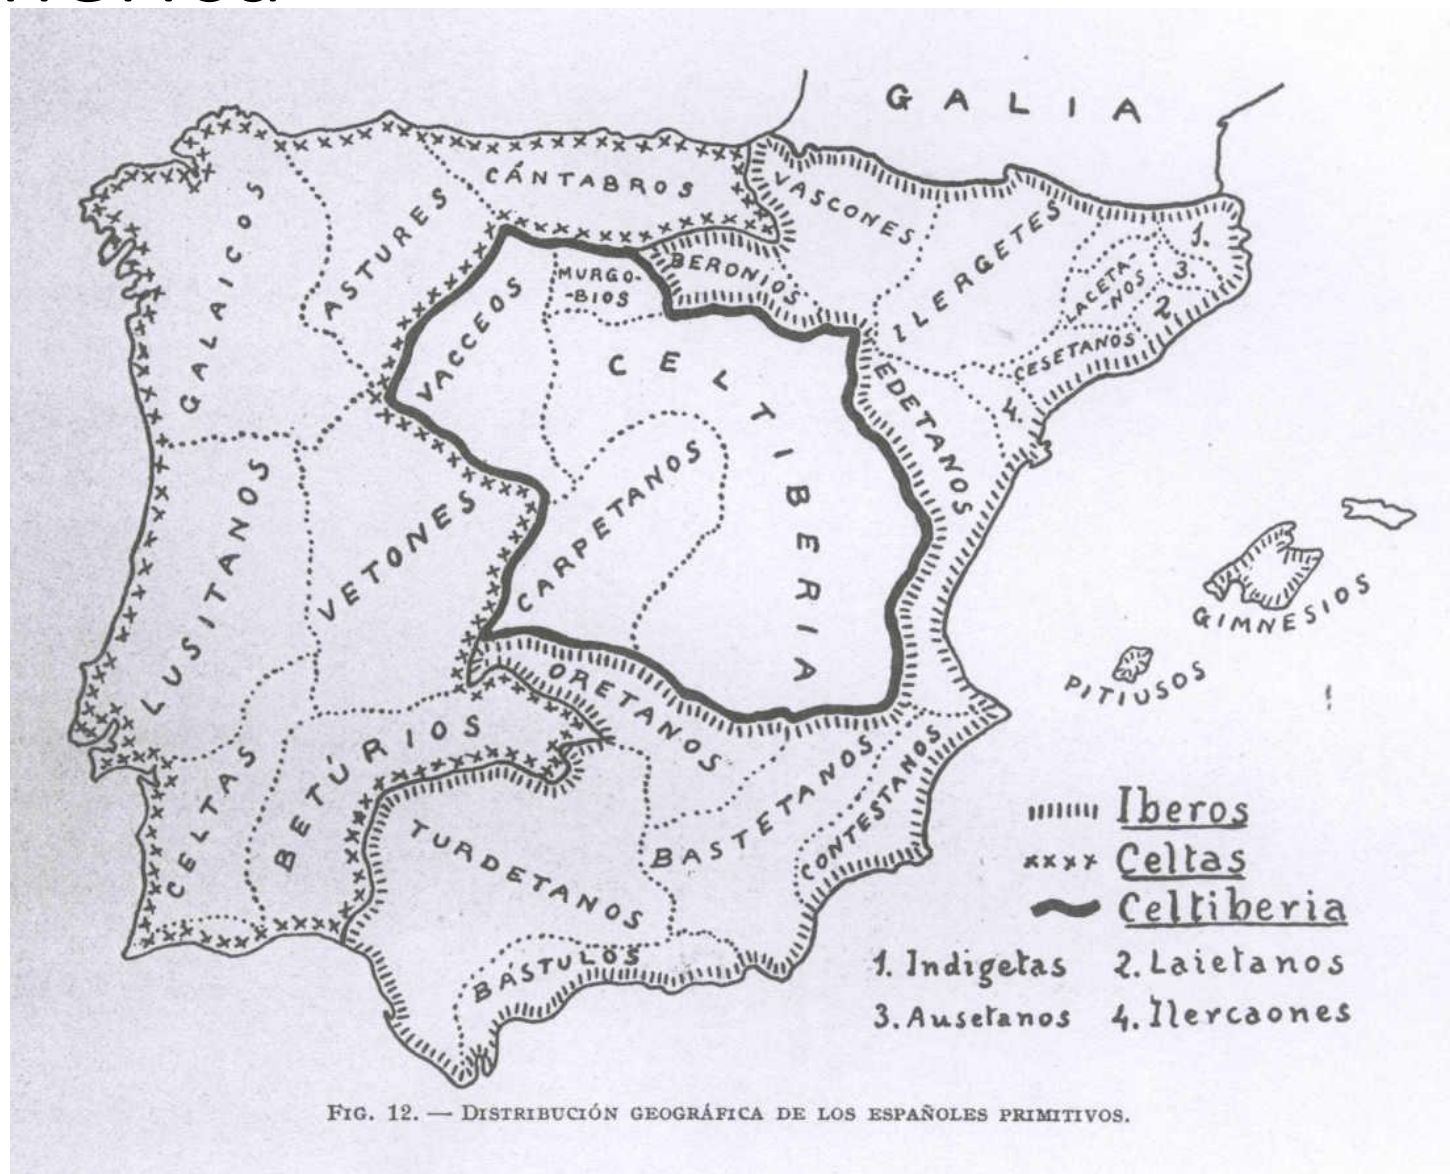 GALIA
CÁNTABROS
VASCONES
GALAICOS
ASTURES
ILERGETES
1.
BERONIOS
MURGO-
-BIOS
LACETA-
-NOS
3.
2.
VACCEOS
CELTIBERIA
CESETANOS
EDETANOS
4.
CARPETANOS
LUSITANOS
VETONES
GIMNESIOS
PITIUSOS
ORETANOS
BETÚRIOS
CELTAS
BASTETANOS
CONTESTANOS
TURDETANOS
BASTULOS
Iberos
Celtas
Celtiberia
1. Indigetas 2. Laietanos
3. Ausetanos 4. Ilercaones
FIG. 12. — DISTRIBUCIÓN GEOGRÁFICA DE LOS ESPAÑOLES PRIMITIVOS.